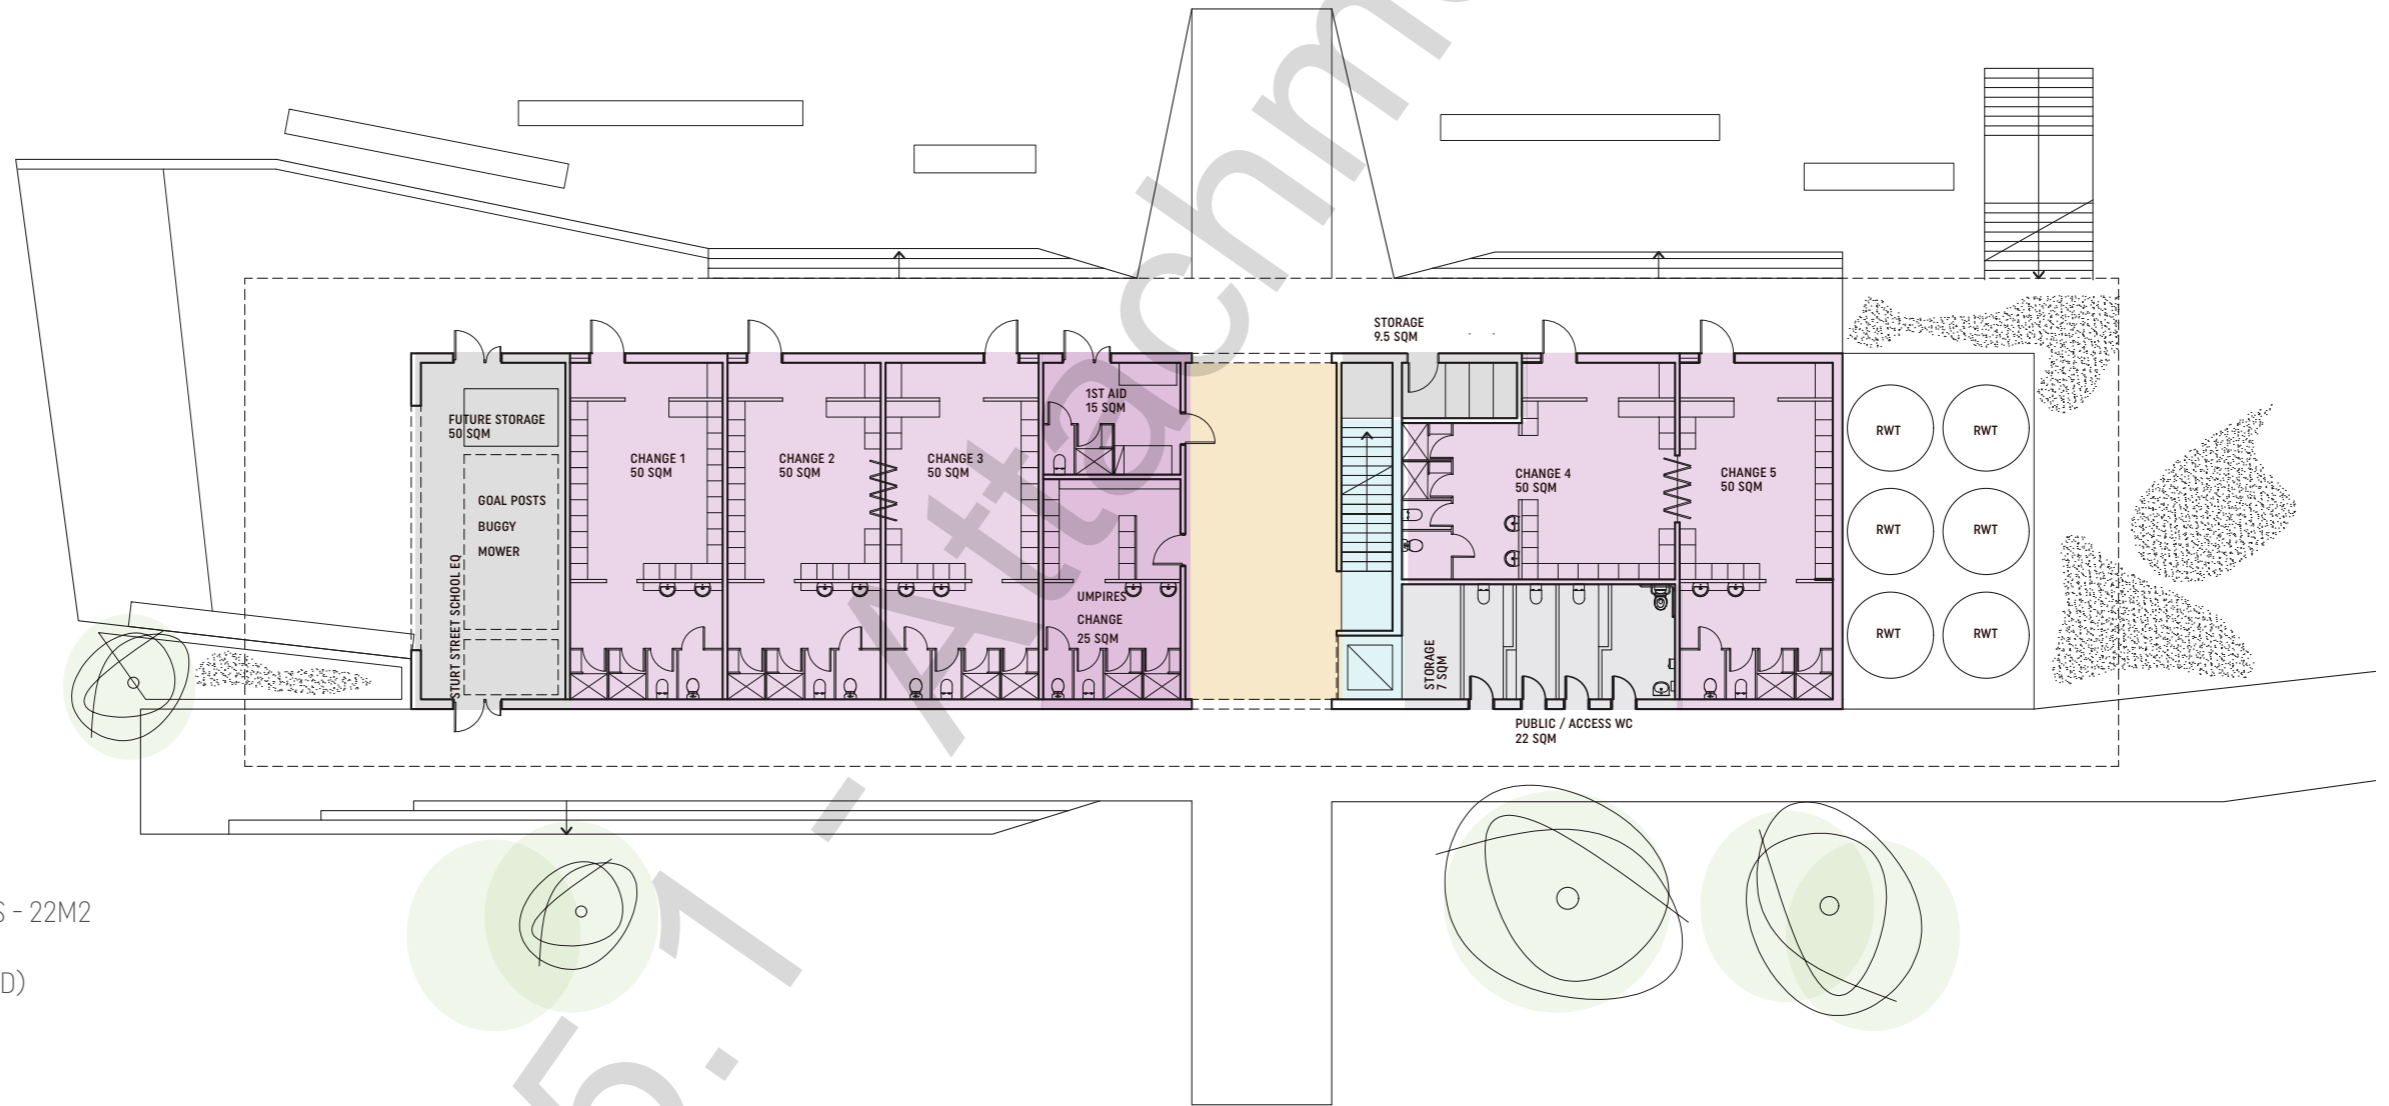 STORAGE
9.5 SQM
FUTURE STORAGE
50 SQM
GOAL POSTS
BUGGY
MOWER
STURT STREET SCHOOL EQ
CHANGE 1
50 SQM
CHANGE 2
50 SQM
CHANGE 3
50 SQM
1ST AID
15 SQM
UMPIRES
CHANGE
25 SQM
CHANGE 4
50 SQM
CHANGE 5
50 SQM
STORAGE
7 SQM
PUBLIC / ACCESS WC
22 SQM
RWT
RWT
RWT
RWT
RWT
RWT
S - 22M2
D)
5.1 - Attachm